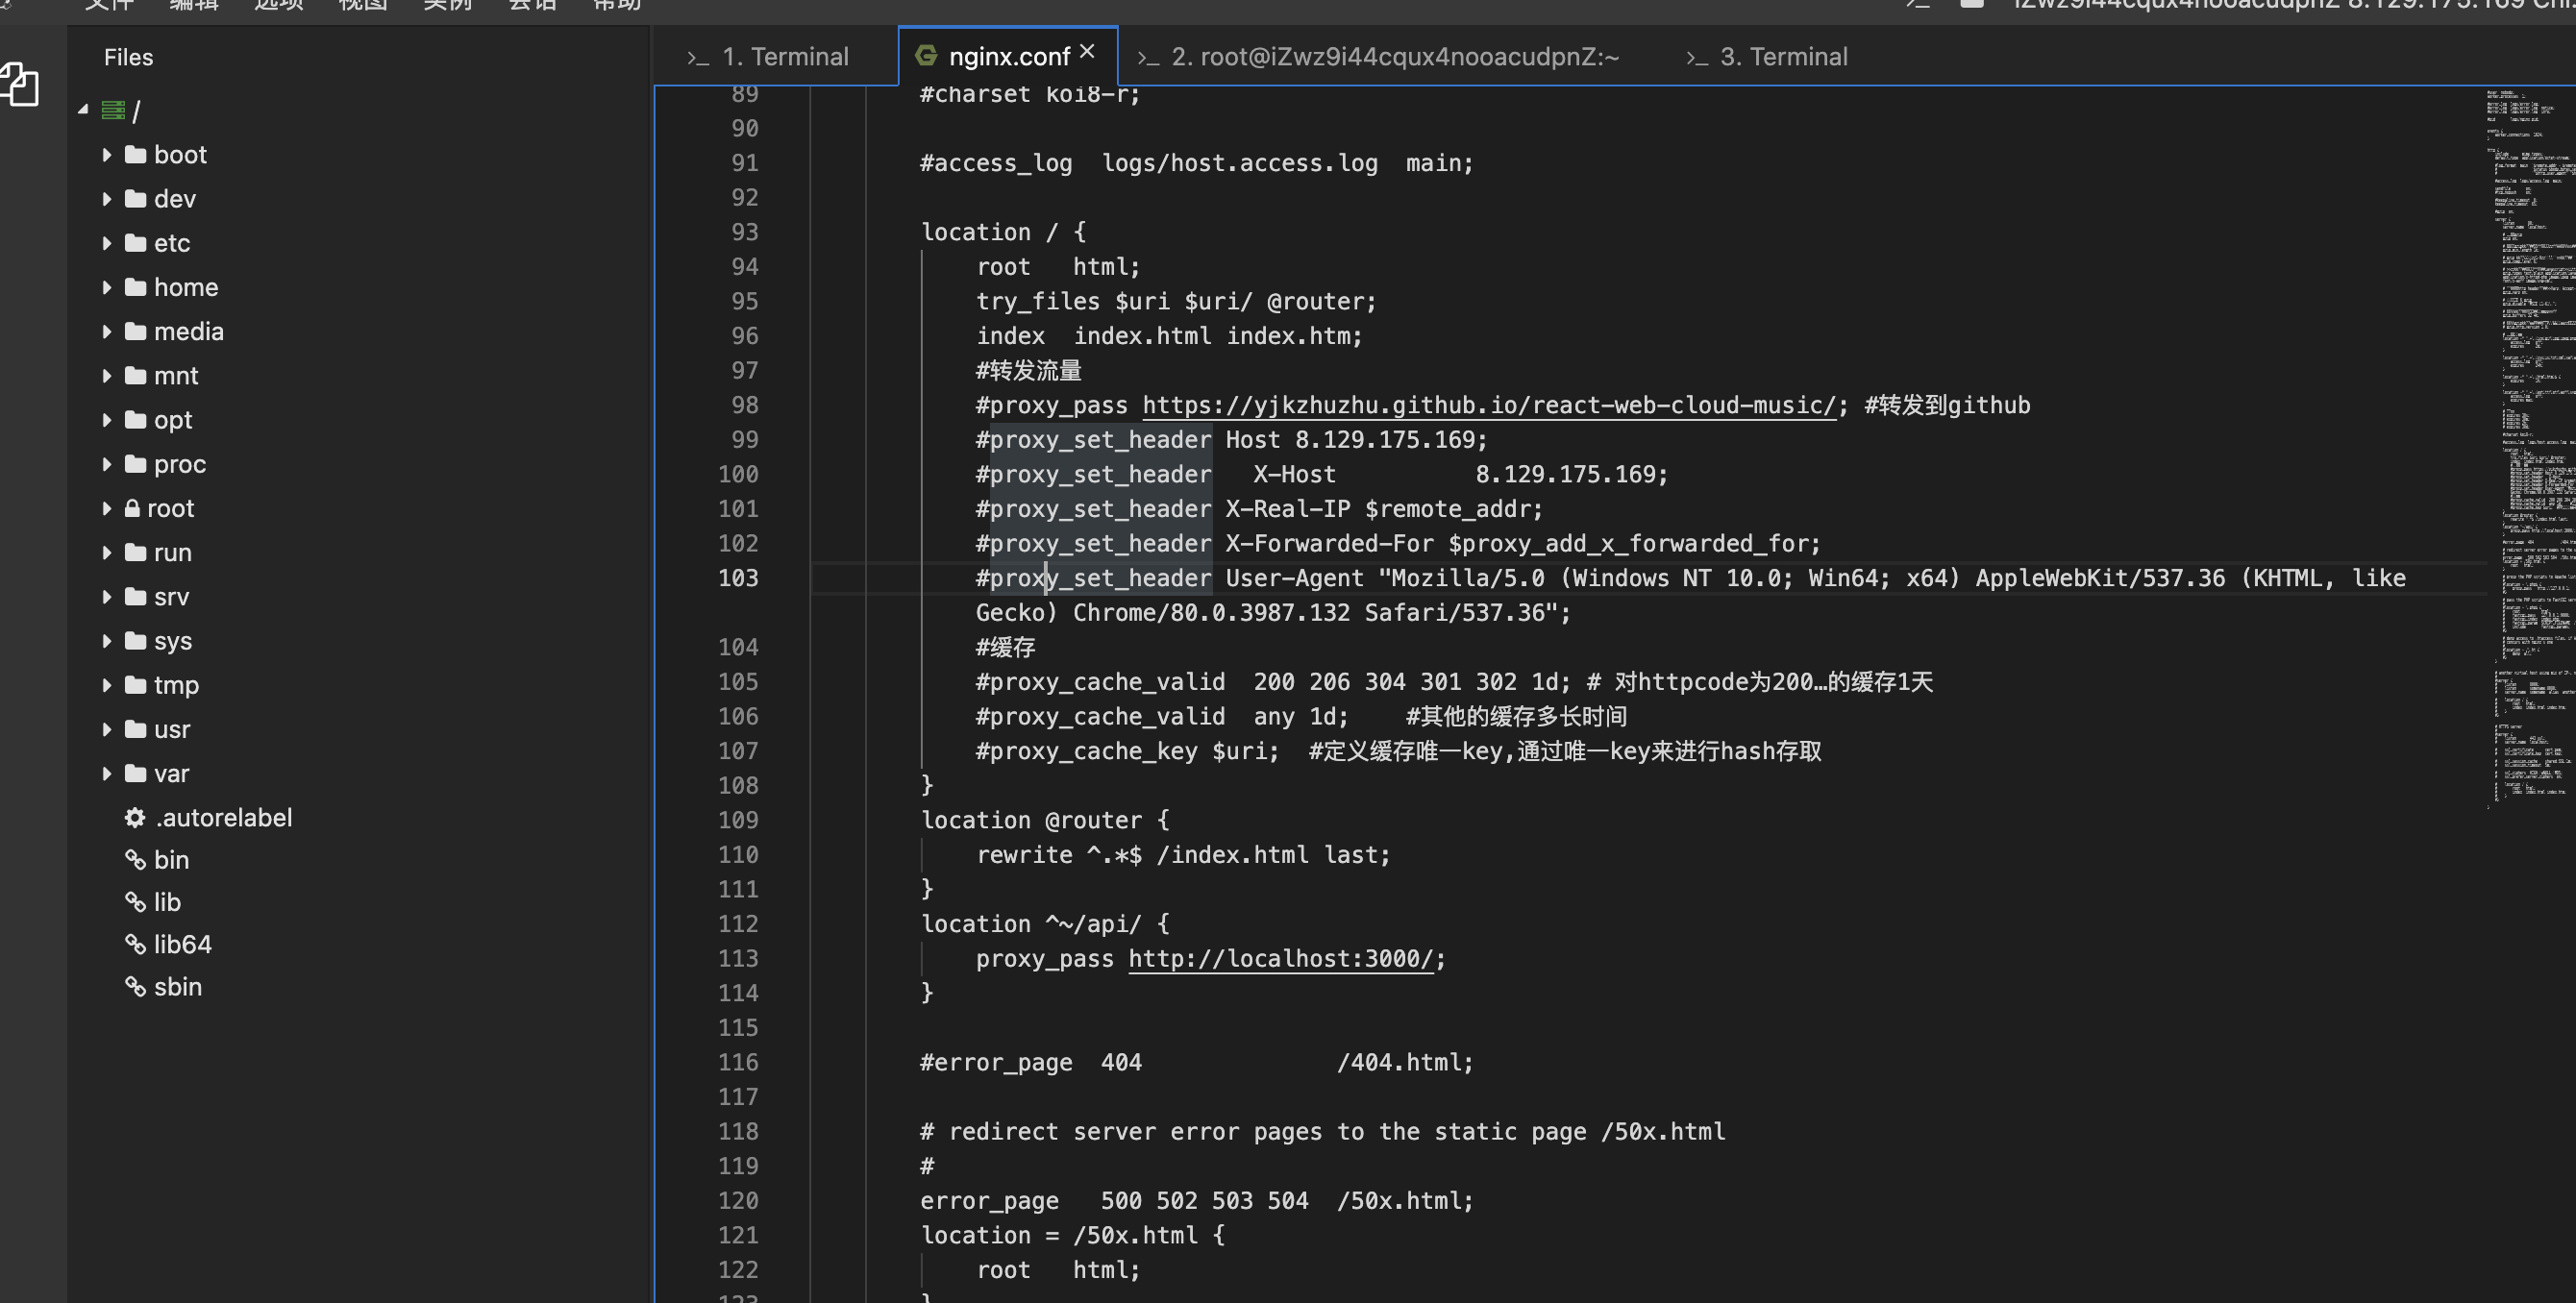 文件 编辑 选项 视图 实例 会话 帮助
iZwz9i44cqux4nooacudpnZ 8.129.175.169
Files
1. Terminal
nginx.conf
2. root@iZwz9i44cqux4nooacudpnZ:~
3. Terminal
/
boot
dev
etc
home
media
mnt
opt
proc
root
run
srv
sys
tmp
usr
var
.autorelabel
bin
lib
lib64
sbin
89 #charset koi8-r;
90
91 #access_log  logs/host.access.log  main;
92
93 location / {
94 root   html;
95 try_files $uri $uri/ @router;
96 index  index.html index.htm;
97 #转发流量
98 #proxy_pass https://yjkzhuzhu.github.io/react-web-cloud-music/; #转发到github
99 #proxy_set_header Host 8.129.175.169;
100 #proxy_set_header   X-Host          8.129.175.169;
101 #proxy_set_header X-Real-IP $remote_addr;
102 #proxy_set_header X-Forwarded-For $proxy_add_x_forwarded_for;
103 #proxy_set_header User-Agent "Mozilla/5.0 (Windows NT 10.0; Win64; x64) AppleWebKit/537.36 (KHTML, like
Gecko) Chrome/80.0.3987.132 Safari/537.36";
104 #缓存
105 #proxy_cache_valid  200 206 304 301 302 1d; # 对httpcode为200…的缓存1天
106 #proxy_cache_valid  any 1d;    #其他的缓存多长时间
107 #proxy_cache_key $uri;  #定义缓存唯一key,通过唯一key来进行hash存取
108 }
109 location @router {
110 rewrite ^.*$ /index.html last;
111 }
112 location ^~/api/ {
113 proxy_pass http://localhost:3000/;
114 }
115
116 #error_page  404              /404.html;
117
118 # redirect server error pages to the static page /50x.html
119 #
120 error_page   500 502 503 504  /50x.html;
121 location = /50x.html {
122 root   html;
123 }